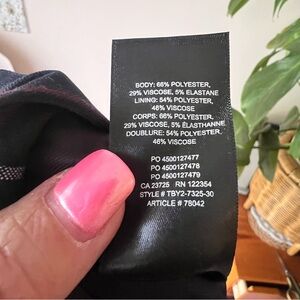 BODY: 66% POLYESTER,
29% VISCOSE, 5% ELASTANE
LINING: 54% POLYESTER,
46% VISCOSE
CORPS: 66% POLYESTER,
29% VISCOSE, 5% ÉLASTHANNE
DOUBLURE: 54% POLYESTER,
46% VISCOSE
PO 4500127477
PO 4500127478
PO 4500127479
CA 23725 RN 122354
STYLE # TBY2-7325-30
ARTICLE # 78042